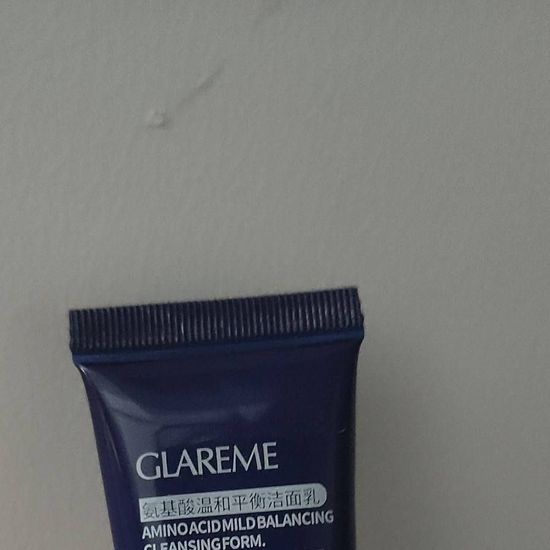 GLAREME
氨基酸温和平衡洁面乳
AMINO ACID MILD BALANCING
CLEANSING FORM.